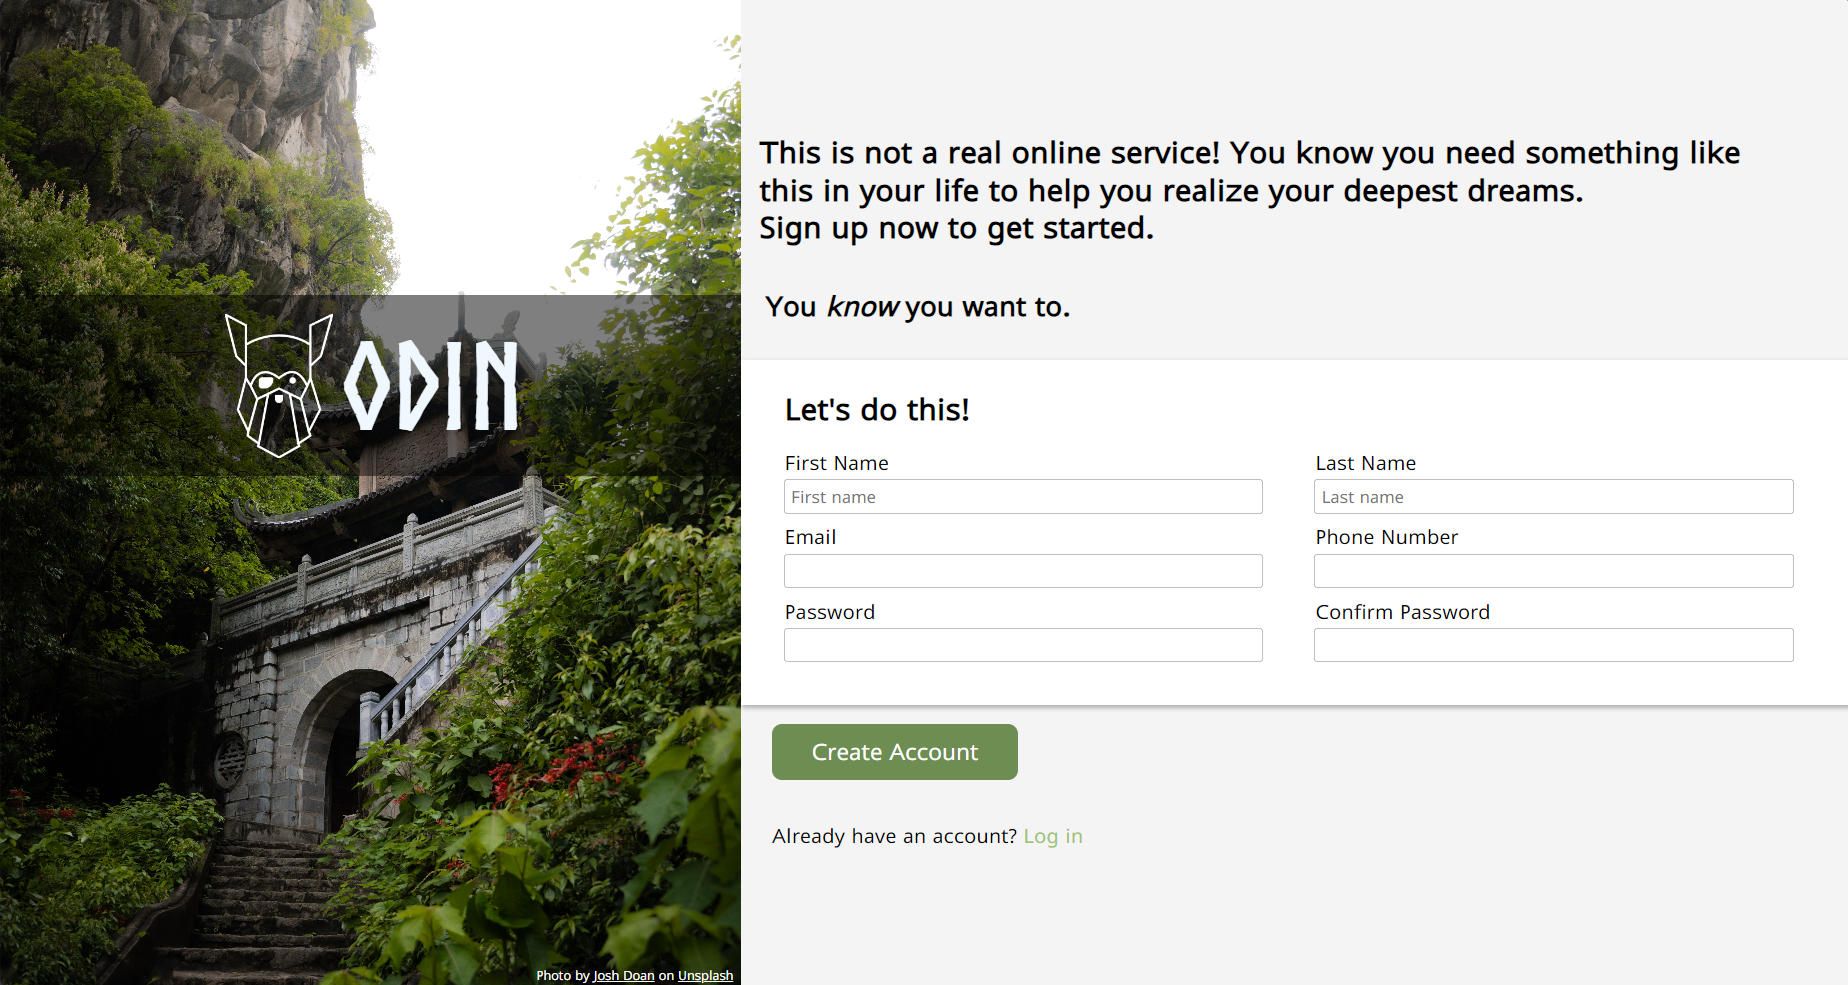 ODIN
Photo by Josh Doan on Unsplash
This is not a real online service! You know you need something like
this in your life to help you realize your deepest dreams.
Sign up now to get started.
You know you want to.
Let's do this!
First Name
First name
Last Name
Last name
Email
Phone Number
Password
Confirm Password
Create Account
Already have an account? Log in